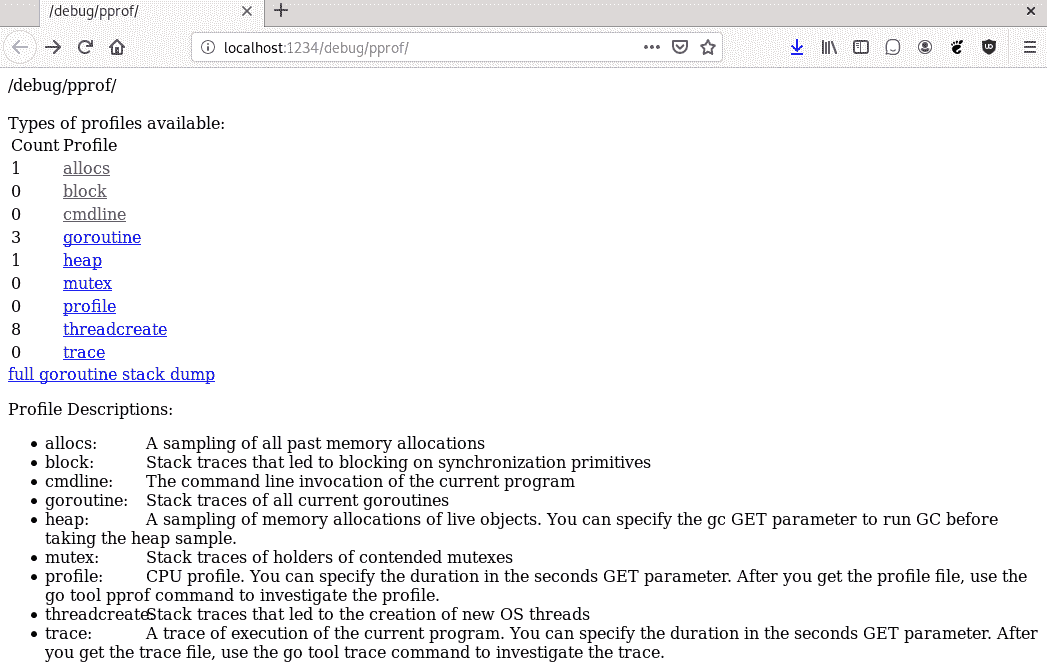 /debug/pprof/
localhost:1234/debug/pprof/
/debug/pprof/
Types of profiles available:
Count Profile
1 allocs
0 block
0 cmdline
3 goroutine
1 heap
0 mutex
0 profile
8 threadcreate
0 trace
full goroutine stack dump
Profile Descriptions:
• allocs: A sampling of all past memory allocations
• block: Stack traces that led to blocking on synchronization primitives
• cmdline: The command line invocation of the current program
• goroutine: Stack traces of all current goroutines
• heap: A sampling of memory allocations of live objects. You can specify the gc GET parameter to run GC before
taking the heap sample.
• mutex: Stack traces of holders of contended mutexes
• profile: CPU profile. You can specify the duration in the seconds GET parameter. After you get the profile file, use the
go tool pprof command to investigate the profile.
• threadcreate: Stack traces that led to the creation of new OS threads
• trace: A trace of execution of the current program. You can specify the duration in the seconds GET parameter. After
you get the trace file, use the go tool trace command to investigate the trace.